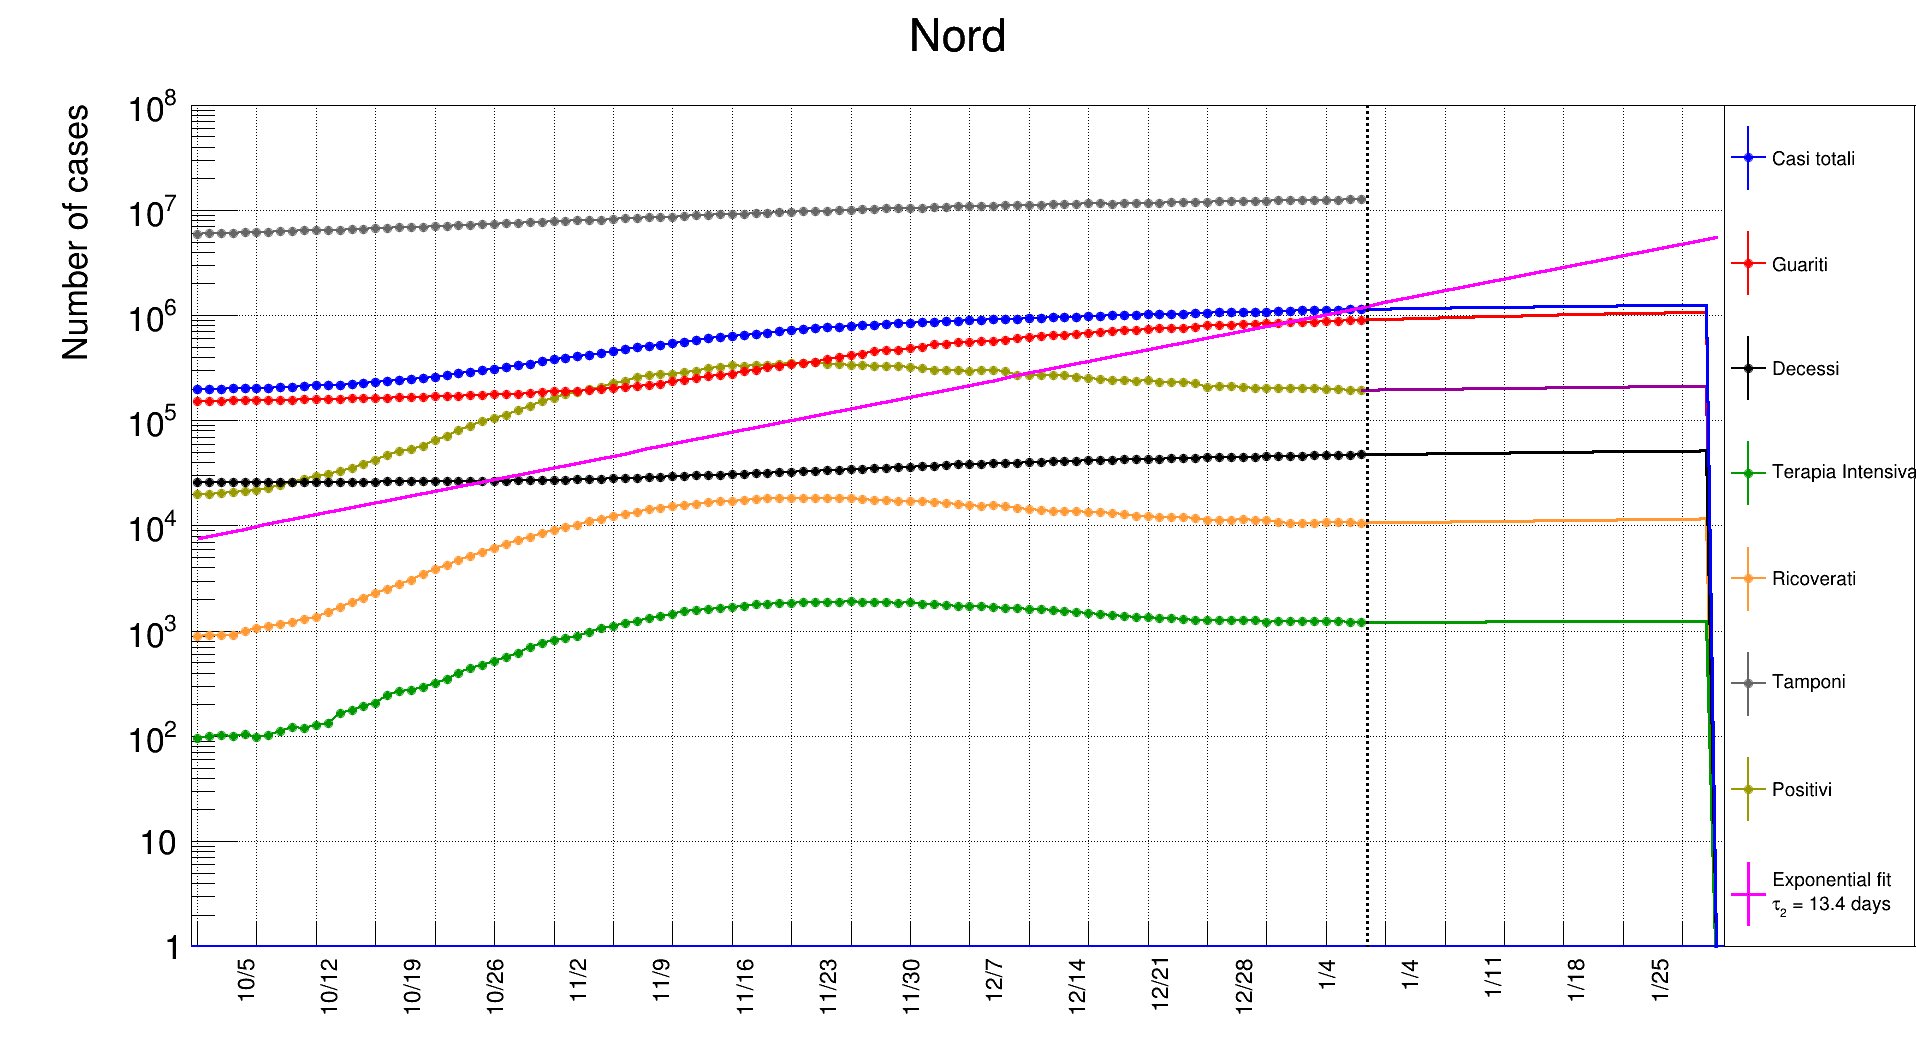 Nord
Number of cases
10^8
10^7
10^6
10^5
10^4
10^3
10^2
10
1
10/5
10/12
10/19
10/26
11/2
11/9
11/16
11/23
11/30
12/7
12/14
12/21
12/28
1/4
1/4
1/11
1/18
1/25
Casi totali
Guariti
Decessi
Terapia Intensiva
Ricoverati
Tamponi
Positivi
Exponential fit
τ_2 = 13.4 days